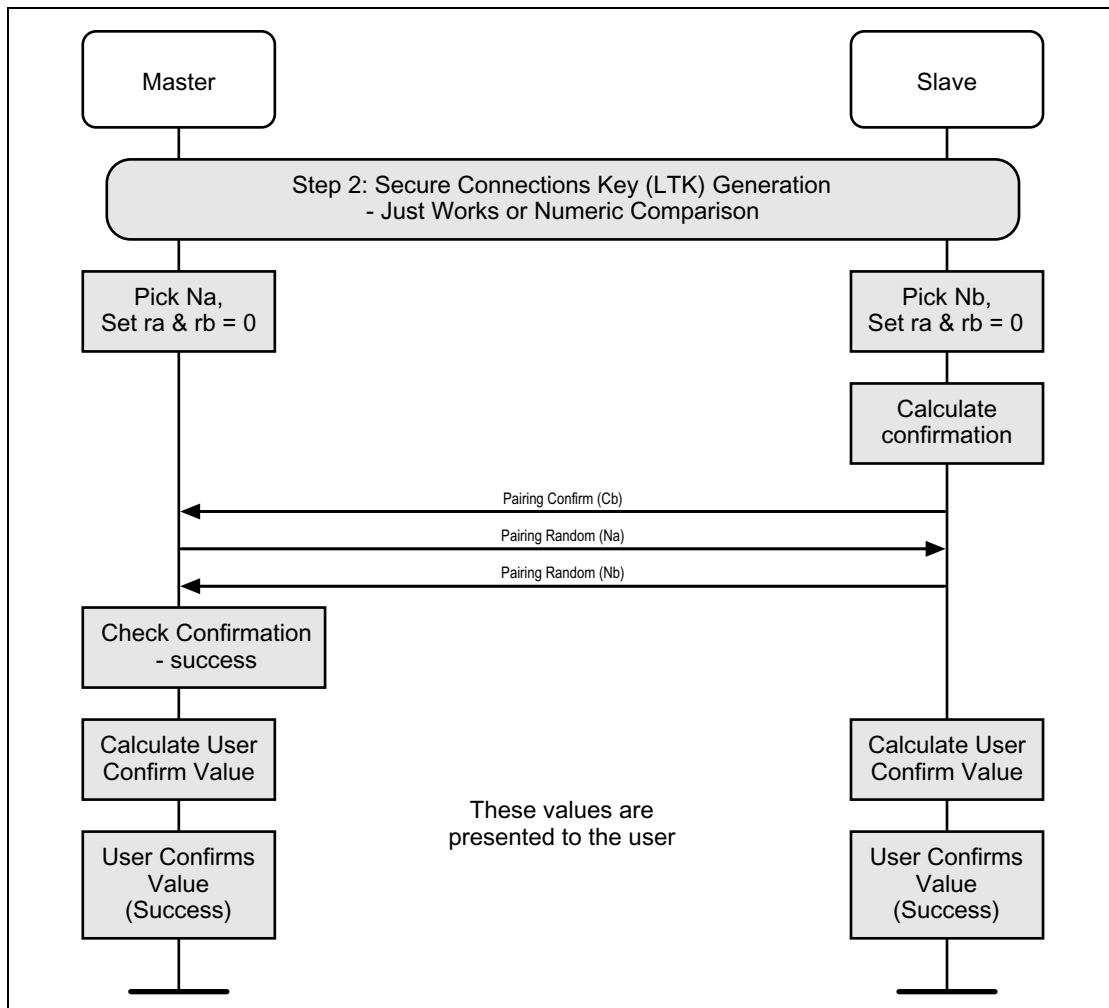 Master
Slave
Step 2: Secure Connections Key (LTK) Generation
- Just Works or Numeric Comparison
Pick Na,
Set ra & rb = 0
Pick Nb,
Set ra & rb = 0
Calculate
confirmation
Pairing Confirm (Cb)
Pairing Random (Na)
Pairing Random (Nb)
Check Confirmation
- success
Calculate User
Confirm Value
Calculate User
Confirm Value
These values are
presented to the user
User Confirms
Value
(Success)
User Confirms
Value
(Success)